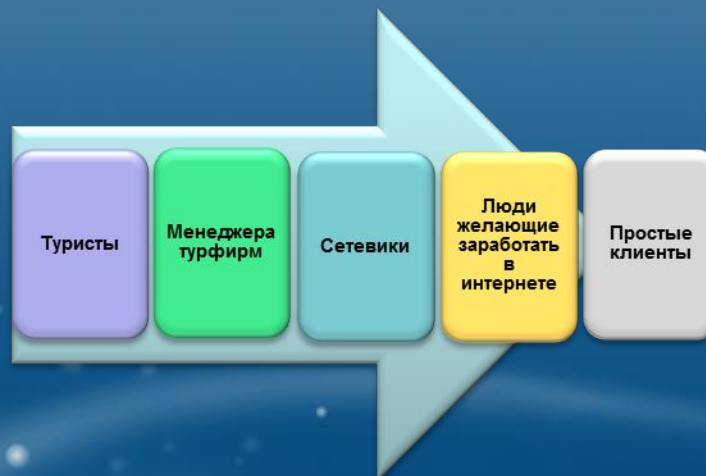 Туристы
Менеджера
турфирм
Сетевики
Люди
желающие
заработать
в
интернете
Простые
клиенты